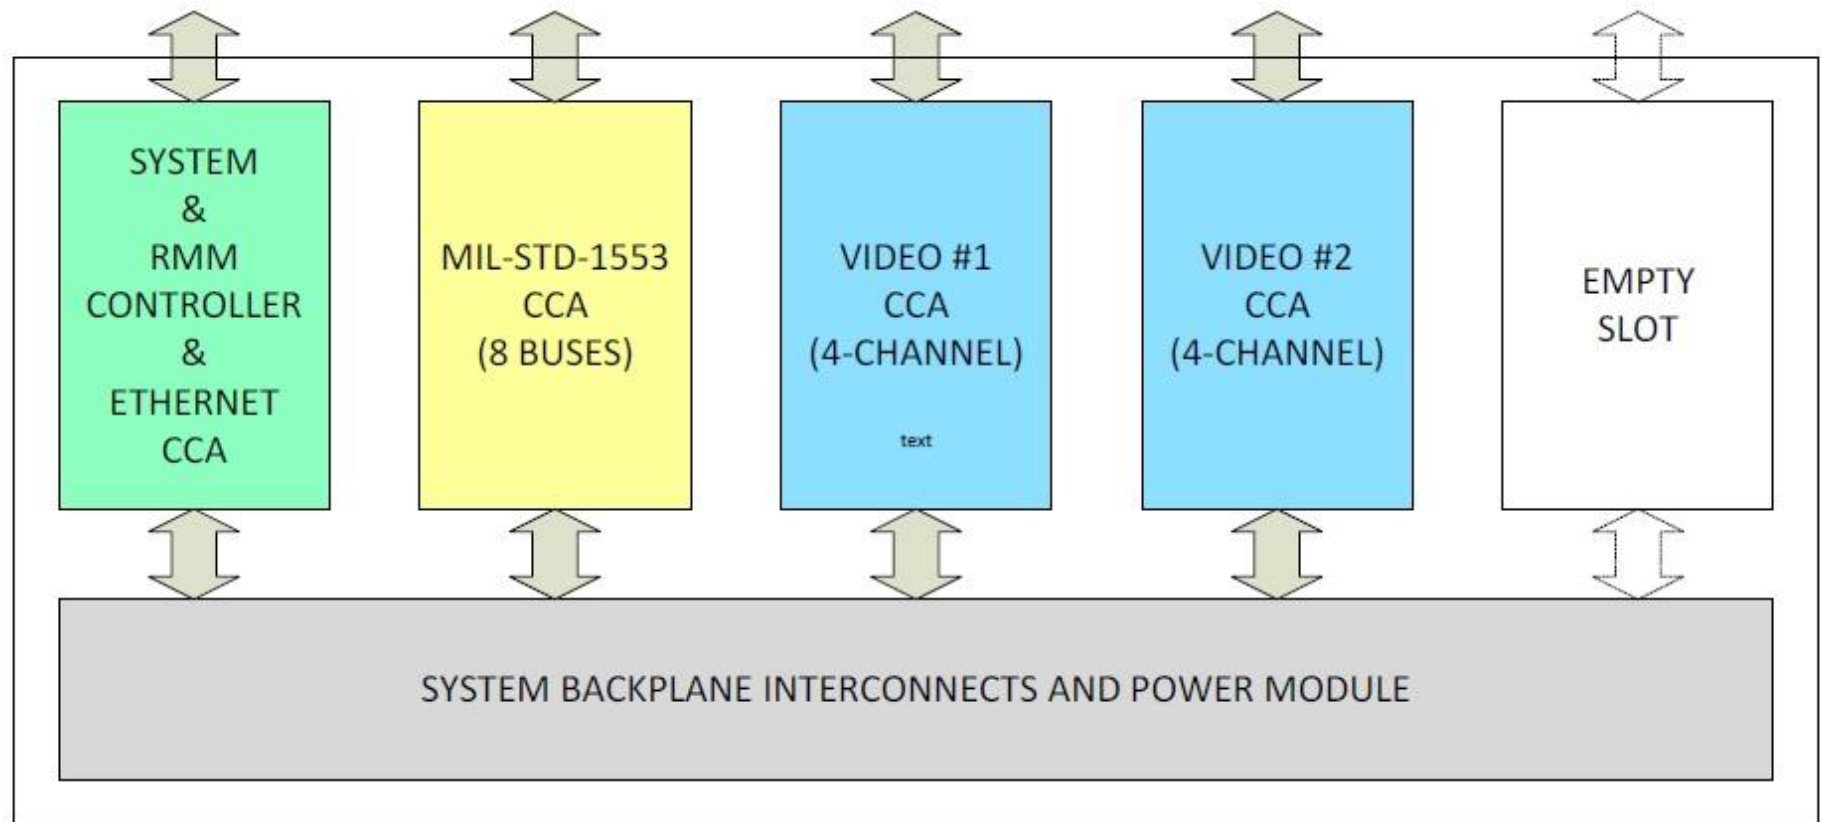 SYSTEM
&
RMM
CONTROLLER
&
ETHERNET
CCA
MIL-STD-1553
CCA
(8 BUSES)
VIDEO #1
CCA
(4-CHANNEL)
text
VIDEO #2
CCA
(4-CHANNEL)
EMPTY
SLOT
SYSTEM BACKPLANE INTERCONNECTS AND POWER MODULE